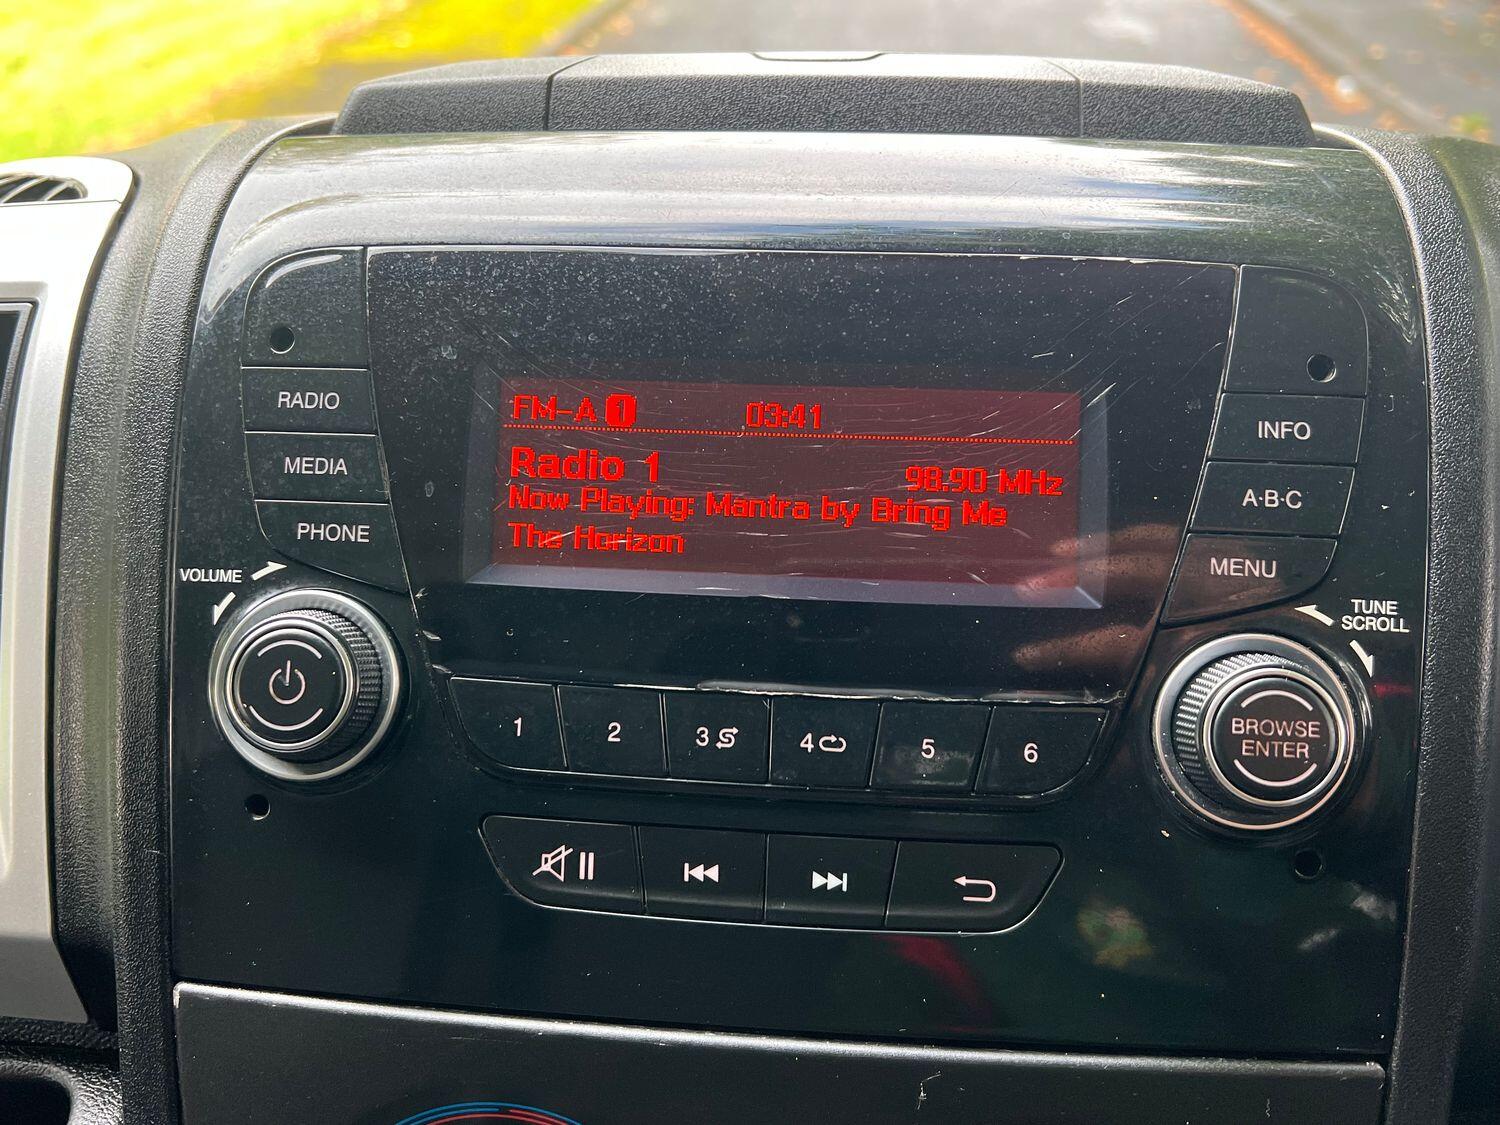 FM-A 1 03:41
Radio 1 98.90 MHz
Now Playing: Mantra by Bring Me
The Horizon
RADIO
MEDIA
PHONE
VOLUME
INFO
A·B·C
MENU
TUNE
SCROLL
BROWSE
ENTER
1 2 3 4 5 6